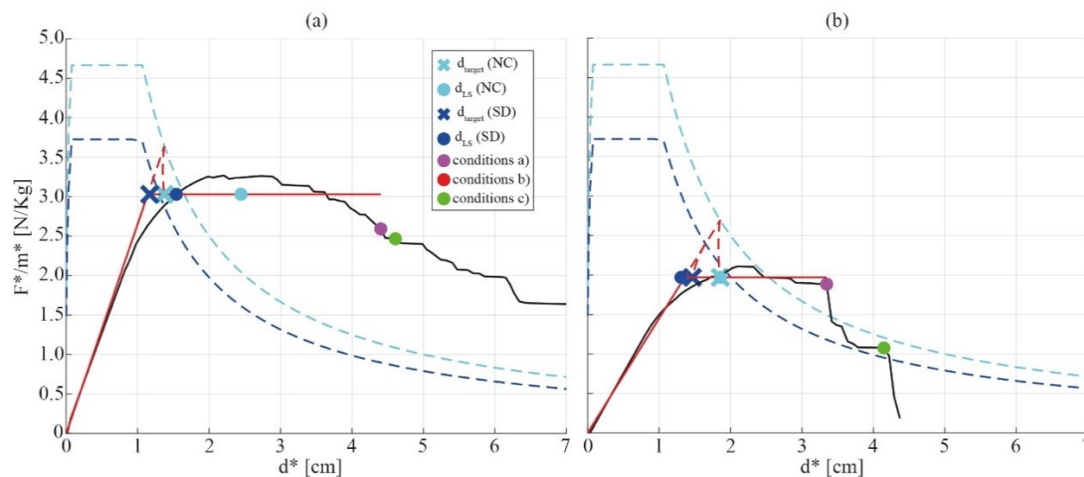 (a)
(b)
5.0
4.5
4.0
3.5
3.0
2.5
2.0
1.5
1.0
0.5
0
F*/m* [N/Kg]
d_target (NC)
d_LS (NC)
d_target (SD)
d_LS (SD)
conditions a)
conditions b)
conditions c)
0 1 2 3 4 5 6 7
d* [cm]
0 1 2 3 4 5 6 7
d* [cm]